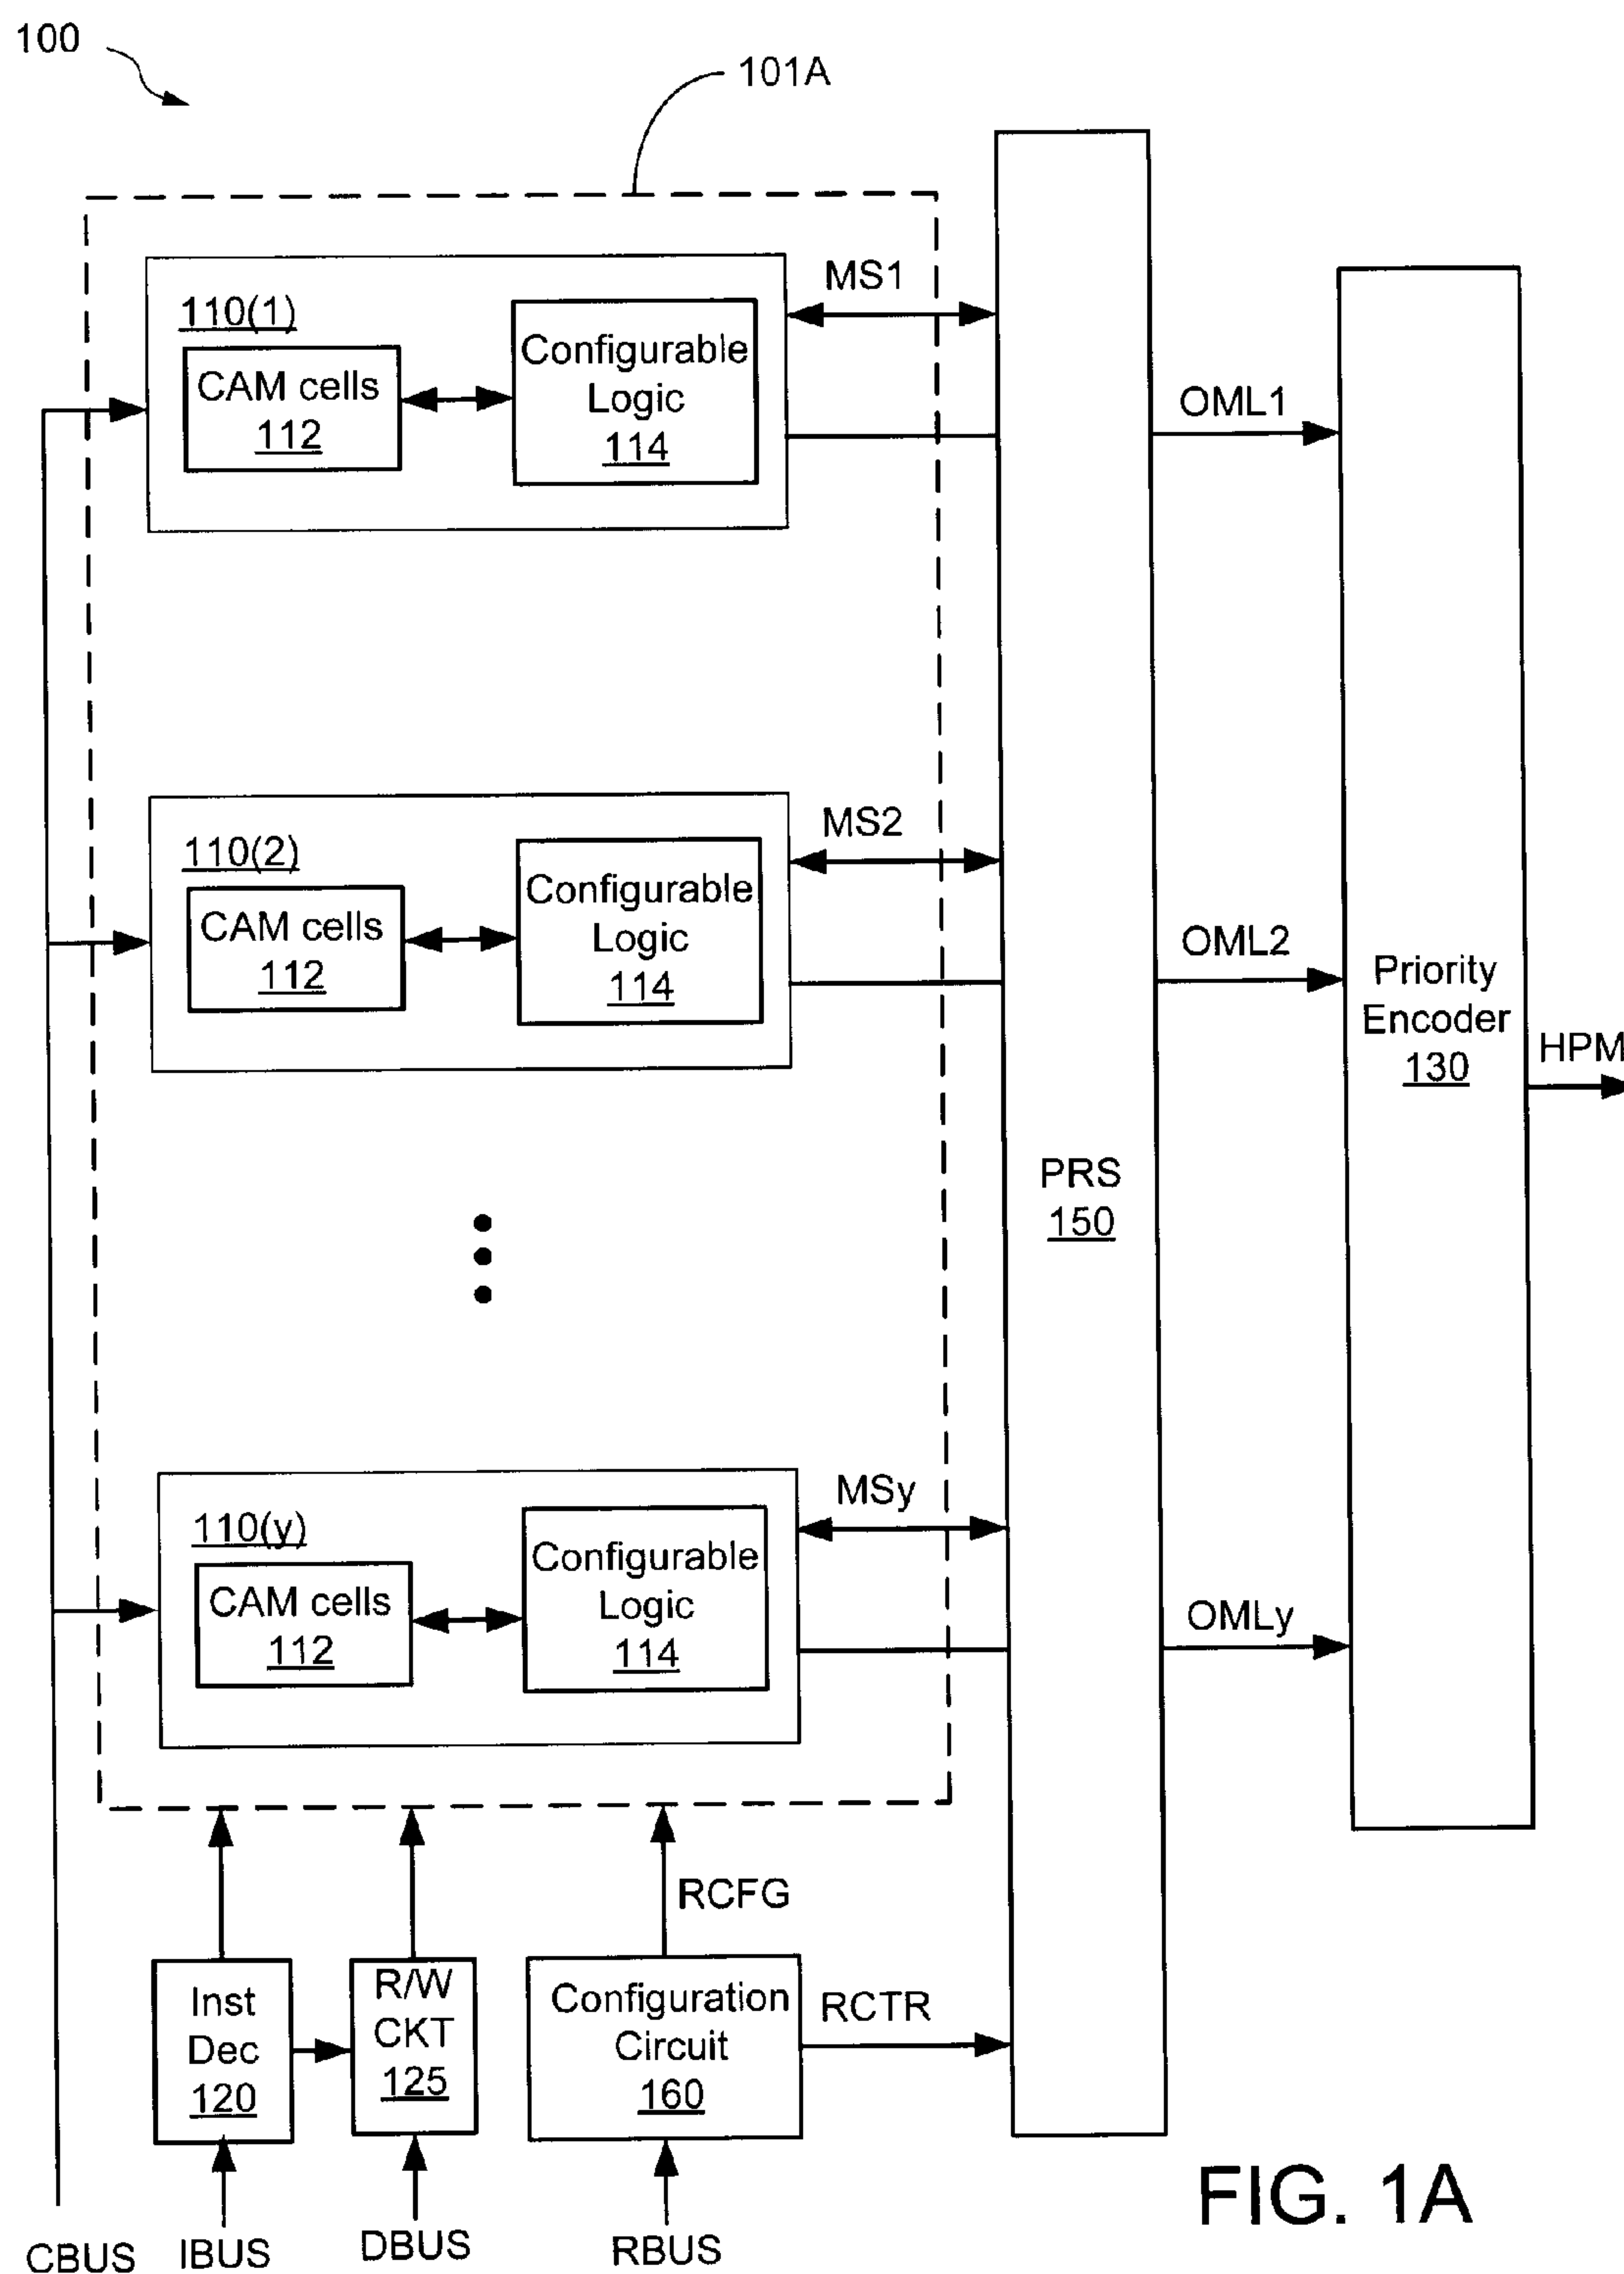 100
101A
110(1)
CAM cells
112
Configurable
Logic
114
MS1
OML1
110(2)
CAM cells
112
Configurable
Logic
114
MS2
OML2
Priority
Encoder
130
HPM
PRS
150
110(y)
CAM cells
112
Configurable
Logic
114
MSy
OMLy
RCFG
Inst
Dec
120
R/W
CKT
125
Configuration
Circuit
160
RCTR
CBUS
IBUS
DBUS
RBUS
FIG. 1A